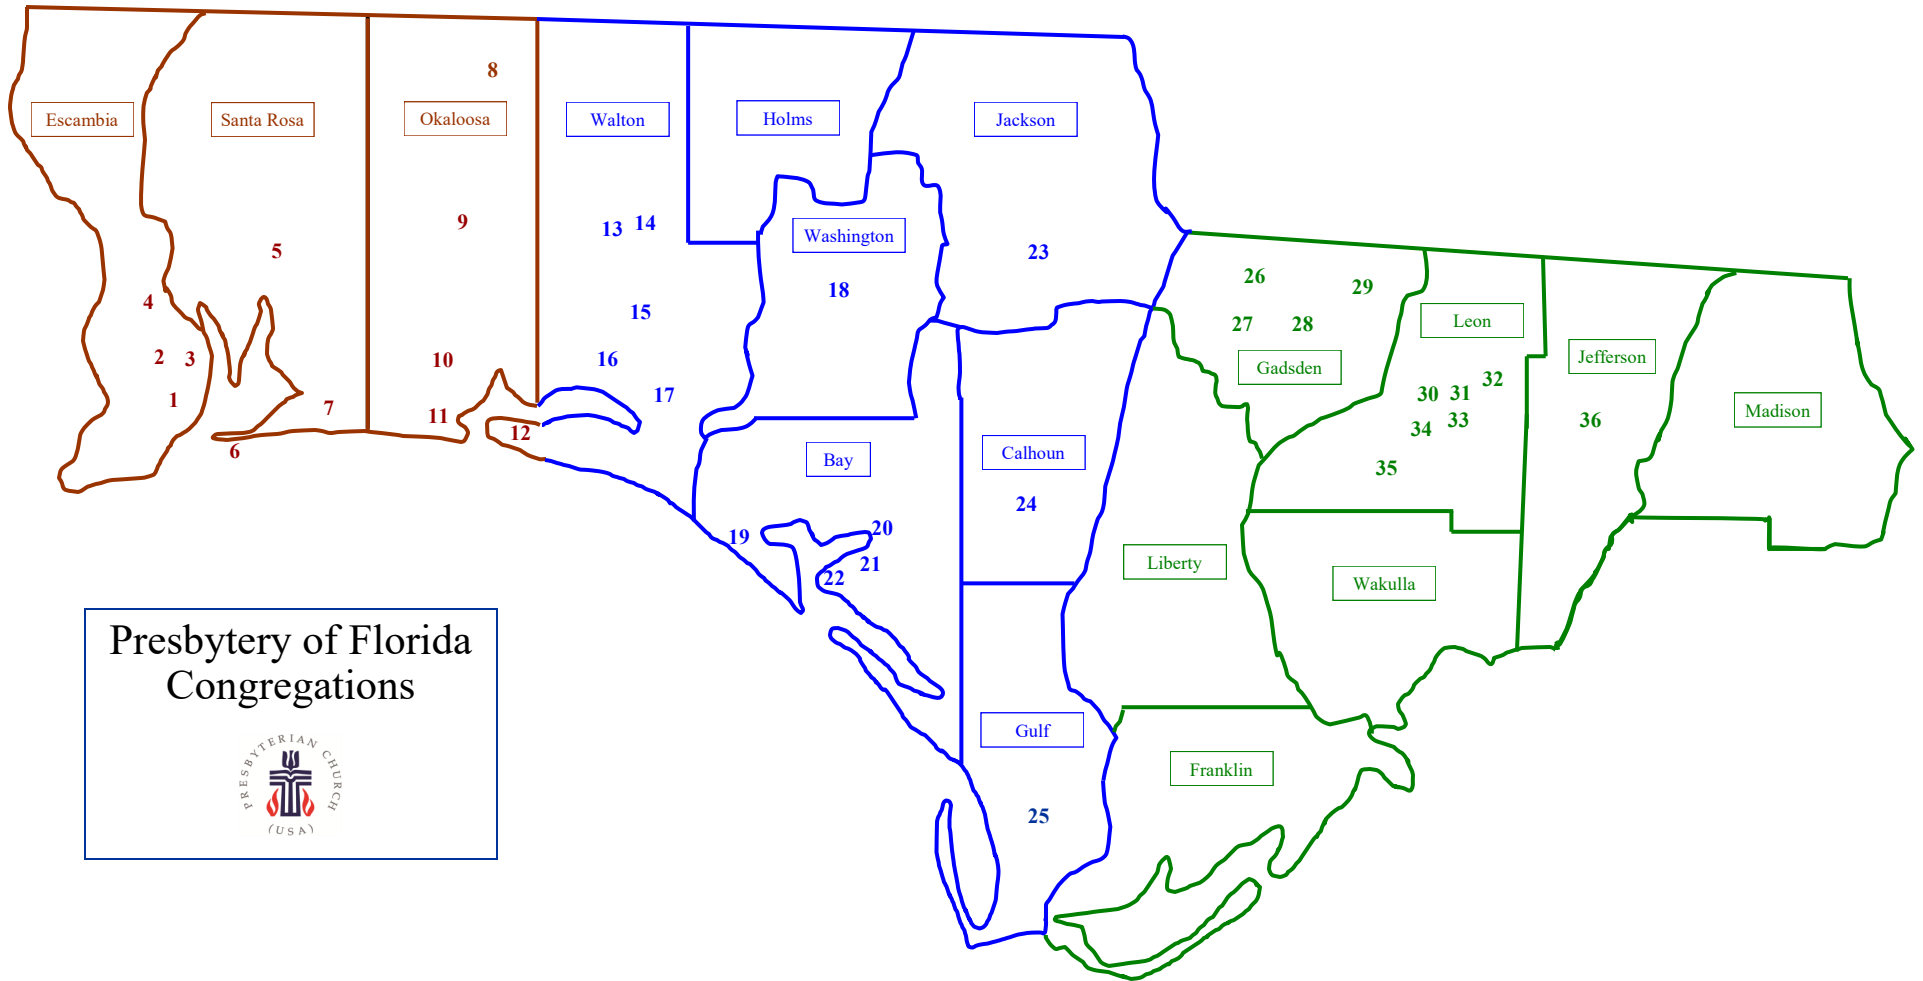 8
Escambia
Santa Rosa
Okaloosa
Walton
Holms
Jackson
9
13
14
Washington
5
23
26
29
18
4
15
27
28
Leon
2
3
10
16
Gadsden
Jefferson
1
7
11
17
30
31
32
Madison
6
12
34
33
36
Bay
Calhoun
35
24
19
20
21
22
Liberty
Wakulla
Presbytery of Florida
Congregations
PRESBYTERIAN CHURCH
(USA)
Gulf
Franklin
25